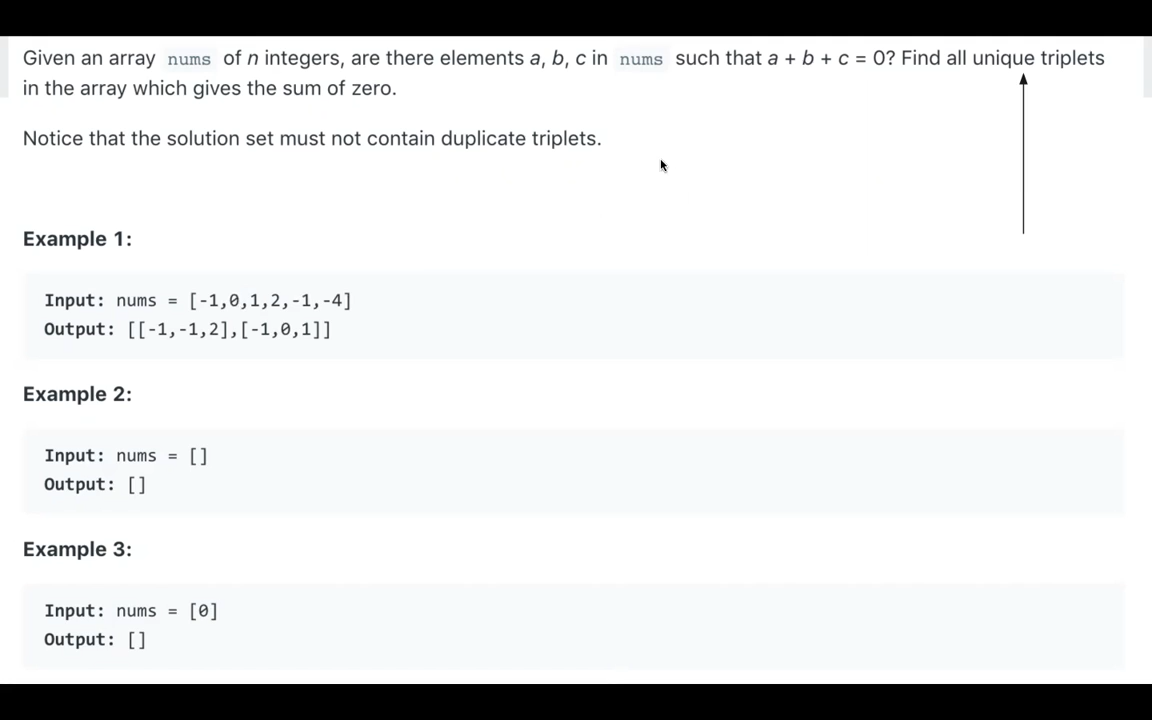 Given an array nums of n integers, are there elements a, b, c in nums such that a + b + c = 0? Find all unique triplets
in the array which gives the sum of zero.
Notice that the solution set must not contain duplicate triplets.
Example 1:
Input: nums = [-1,0,1,2,-1,-4]
Output: [[-1,-1,2],[-1,0,1]]
Example 2:
Input: nums = []
Output: []
Example 3:
Input: nums = [0]
Output: []